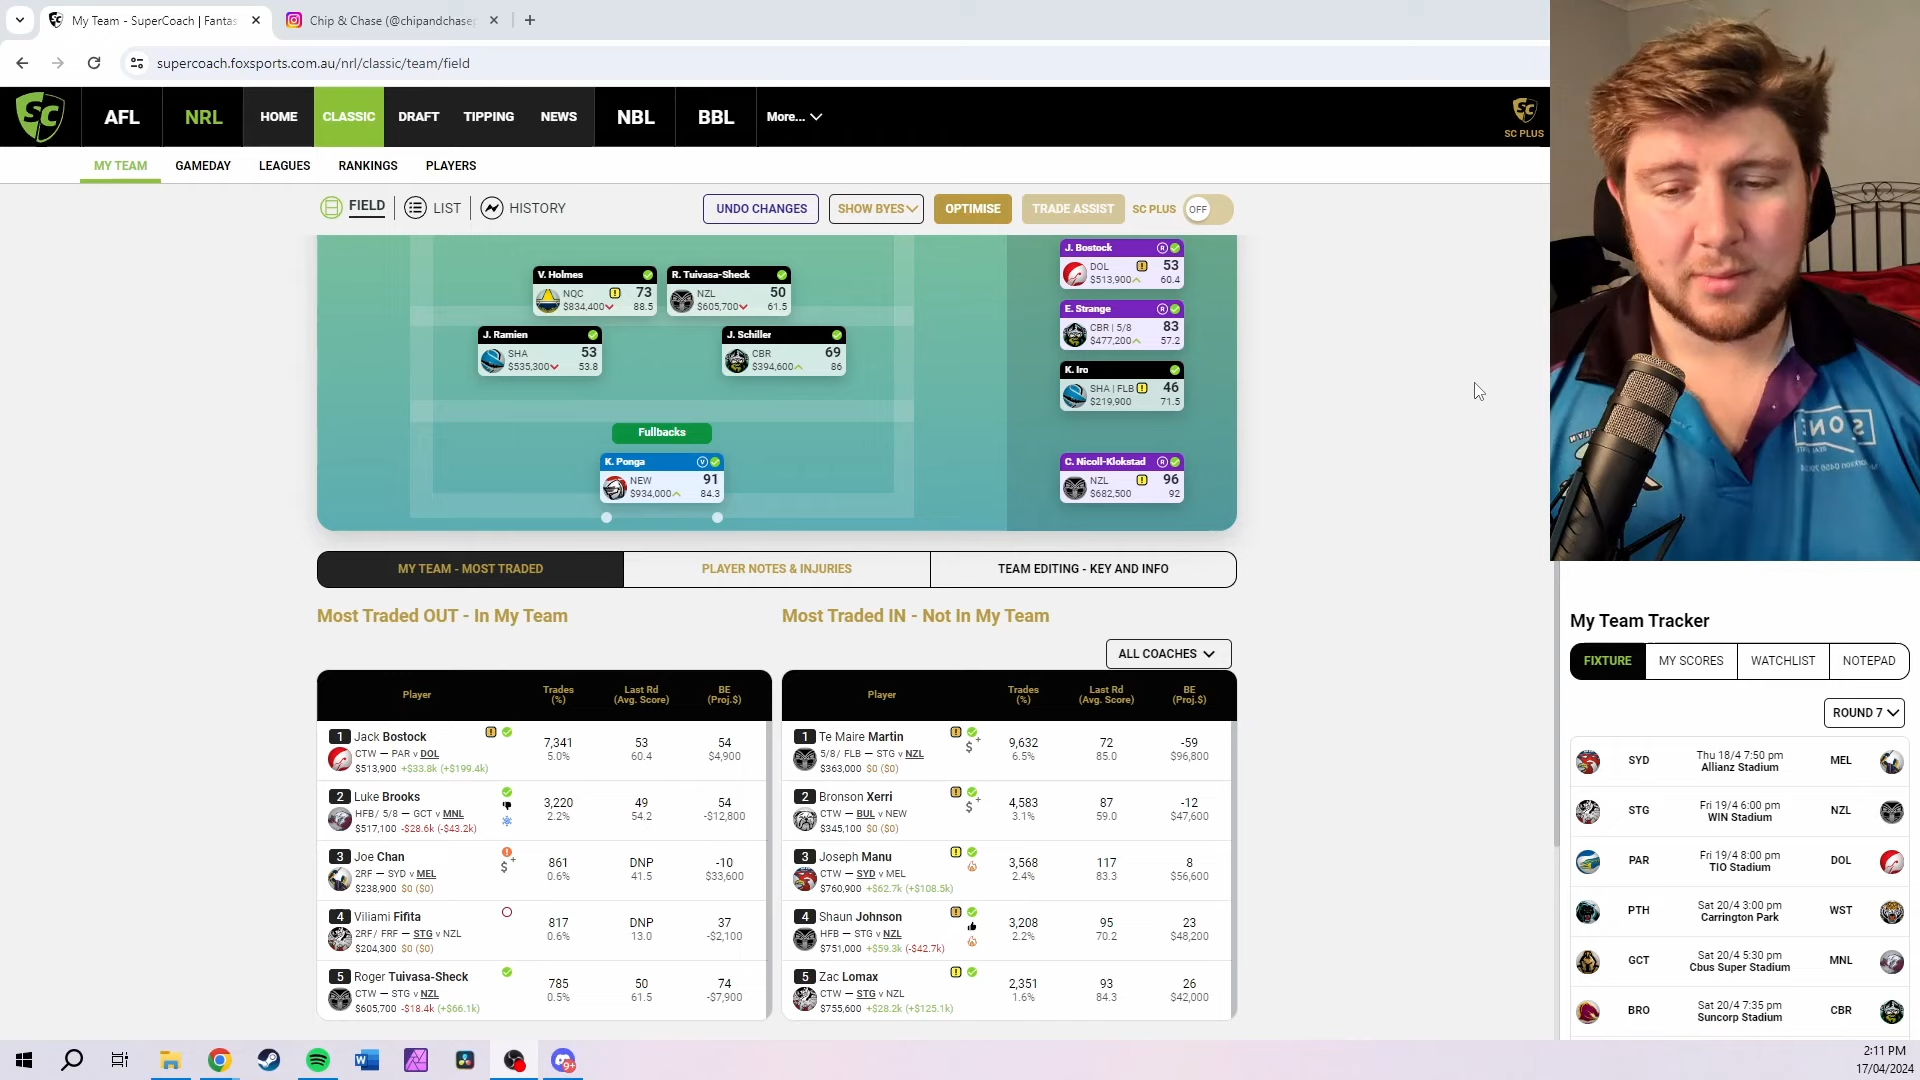 My Team - SuperCoach | Fantas
Chip & Chase (@chipandchasep
supercoach.foxsports.com.au/nrl/classic/team/field
SC
AFL
NRL
HOME
CLASSIC
DRAFT
TIPPING
NEWS
NBL
BBL
More...
SC PLUS
MY TEAM
GAMEDAY
LEAGUES
RANKINGS
PLAYERS
FIELD
LIST
HISTORY
UNDO CHANGES
SHOW BYES
OPTIMISE
TRADE ASSIST
SC PLUS
OFF
J. Bostock
DOL 53
$513,900 60.4
V. Holmes
NQC 73
$834,400 88.5
R. Tuivasa-Sheck
NZL 50
$605,700 61.5
E. Strange
CBR | 5/8 83
$477,200 57.2
J. Ramien
SHA 53
$535,300 53.8
J. Schiller
CBR 69
$394,600 86
K. Iro
SHA | FLB 46
$219,900 71.5
Fullbacks
K. Ponga
NEW 91
$934,000 84.3
C. Nicoll-Klokstad
NZL 96
$682,500 92
MY TEAM - MOST TRADED
PLAYER NOTES & INJURIES
TEAM EDITING - KEY AND INFO
Most Traded OUT - In My Team
Most Traded IN - Not In My Team
ALL COACHES
Player Trades (%) Last Rd (Avg. Score) BE (Proj.$)
1 Jack Bostock
CTW — PAR v DOL
$513,900 +$33.8k (+$199.4k)
7,341 53 54
5.0% 60.4 $4,900
2 Luke Brooks
HFB/ 5/8 — GCT v MNL
$517,100 -$28.6k (-$43.2k)
3,220 49 54
2.2% 54.2 -$12,800
3 Joe Chan
2RF — SYD v MEL
$238,900 $0 ($0)
861 DNP -10
0.6% 41.5 $33,600
4 Viliami Fifita
2RF/ FRF — STG v NZL
$204,300 $0 ($0)
817 DNP 37
0.6% 13.0 -$2,100
5 Roger Tuivasa-Sheck
CTW — STG v NZL
$605,700 -$18.4k (+$66.1k)
785 50 74
0.5% 61.5 -$7,900
Player Trades (%) Last Rd (Avg. Score) BE (Proj.$)
1 Te Maire Martin
5/8/ FLB — STG v NZL
$363,000 $0 ($0)
9,632 72 -59
6.5% 85.0 $96,800
2 Bronson Xerri
CTW — BUL v NEW
$345,100 $0 ($0)
4,583 87 -12
3.1% 59.0 $47,600
3 Joseph Manu
CTW — SYD v MEL
$760,900 +$62.7k (+$108.5k)
3,568 117 8
2.4% 83.3 $56,600
4 Shaun Johnson
HFB — STG v NZL
$751,000 +$59.3k (-$42.7k)
3,208 95 23
2.2% 70.2 $48,200
5 Zac Lomax
CTW — STG v NZL
$755,600 +$28.2k (+$125.1k)
2,351 93 26
1.6% 84.3 $42,000
My Team Tracker
FIXTURE
MY SCORES
WATCHLIST
NOTEPAD
ROUND 7
SYD Thu 18/4 7:50 pm Allianz Stadium MEL
STG Fri 19/4 6:00 pm WIN Stadium NZL
PAR Fri 19/4 8:00 pm TIO Stadium DOL
PTH Sat 20/4 3:00 pm Carrington Park WST
GCT Sat 20/4 5:30 pm Cbus Super Stadium MNL
BRO Sat 20/4 7:35 pm Suncorp Stadium CBR
9+
2:11 PM
17/04/2024